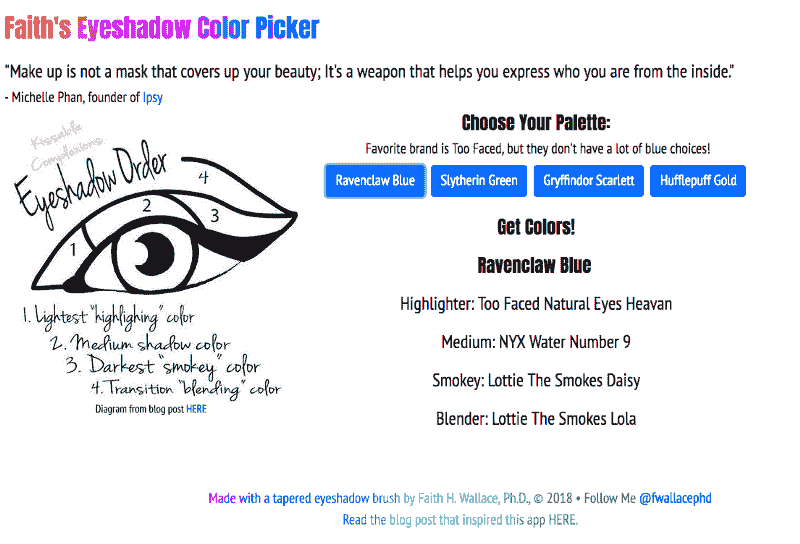 Faith's Eyeshadow Color Picker
"Make up is not a mask that covers up your beauty; It's a weapon that helps you express who you are from the inside."
- Michelle Phan, founder of Ipsy
Kissable
Complexions
Eyeshadow Order
1
2
3
4
1. Lightest "highlighing" color
2. Medium shadow color
3. Darkest "smokey" color
4. Transition "blending" color
Diagram from blog post HERE
Choose Your Palette:
Favorite brand is Too Faced, but they don't have a lot of blue choices!
Ravenclaw Blue
Slytherin Green
Gryffindor Scarlett
Hufflepuff Gold
Get Colors!
Ravenclaw Blue
Highlighter: Too Faced Natural Eyes Heavan
Medium: NYX Water Number 9
Smokey: Lottie The Smokes Daisy
Blender: Lottie The Smokes Lola
Made with a tapered eyeshadow brush by Faith H. Wallace, Ph.D., © 2018 • Follow Me @fwallacephd
Read the blog post that inspired this app HERE.